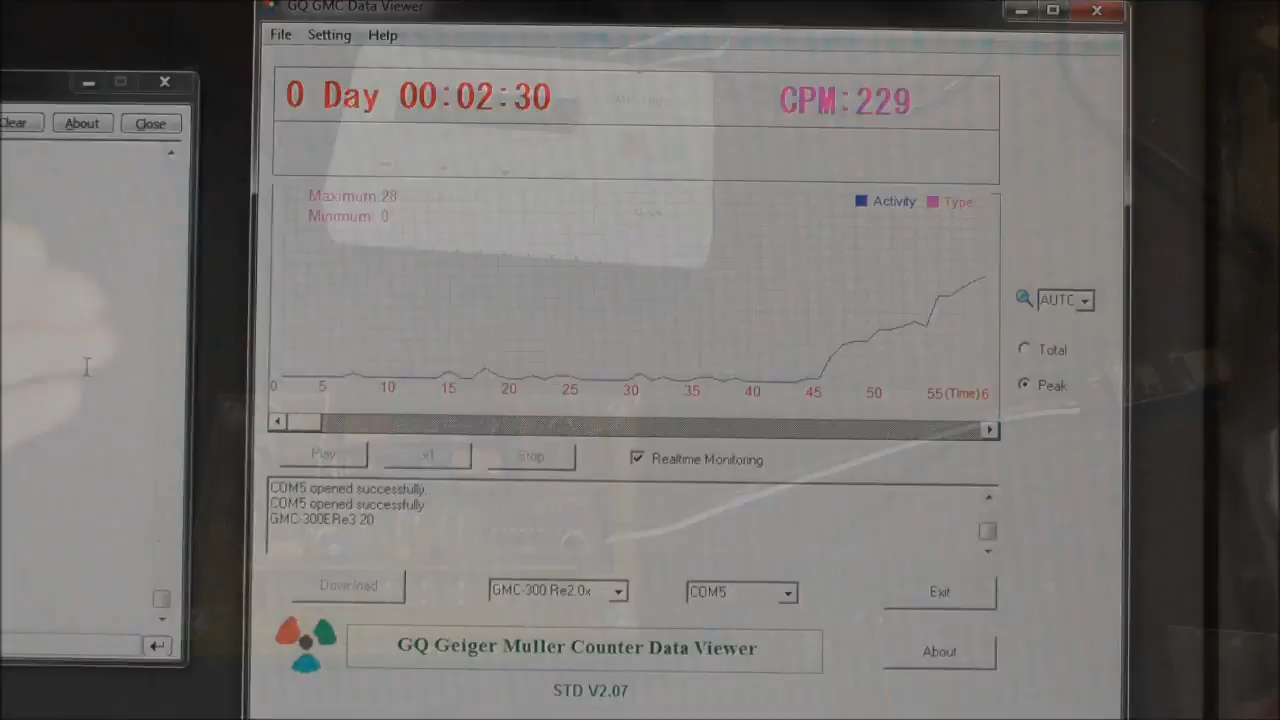 GQ GMC Data Viewer
File Setting Help
0 Day 00:02:30 CPM:229
Clear About Close
Maximum:28
Minimum: 0
Activity Type
AUTO
Total
Peak
0 5 10 15 20 25 30 35 40 45 50 55(Time)6
Play x1 Stop Realtime Monitoring
COM5 opened successfully
COM5 opened successfully
GMC-300ERe3.20
Download GMC-300 Re2.0x COM5 Exit
GQ Geiger Muller Counter Data Viewer
About
STD V2.07